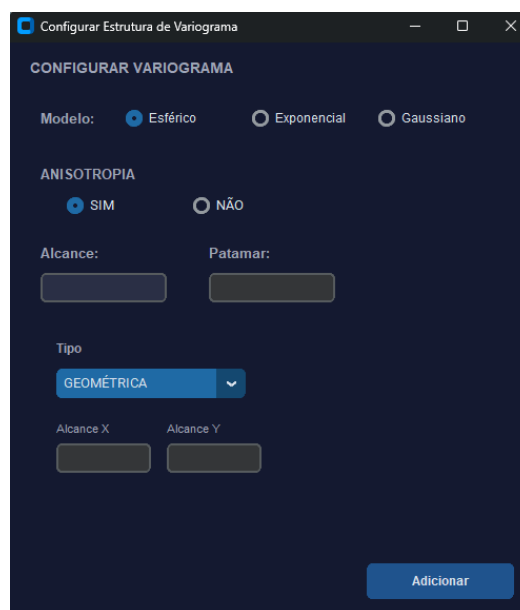 Configurar Estrutura de Variograma
CONFIGURAR VARIOGRAMA
Modelo: Esférico Exponencial Gaussiano
ANISOTROPIA
SIM NÃO
Alcance: Patamar:
Tipo
GEOMÉTRICA
Alcance X Alcance Y
Adicionar